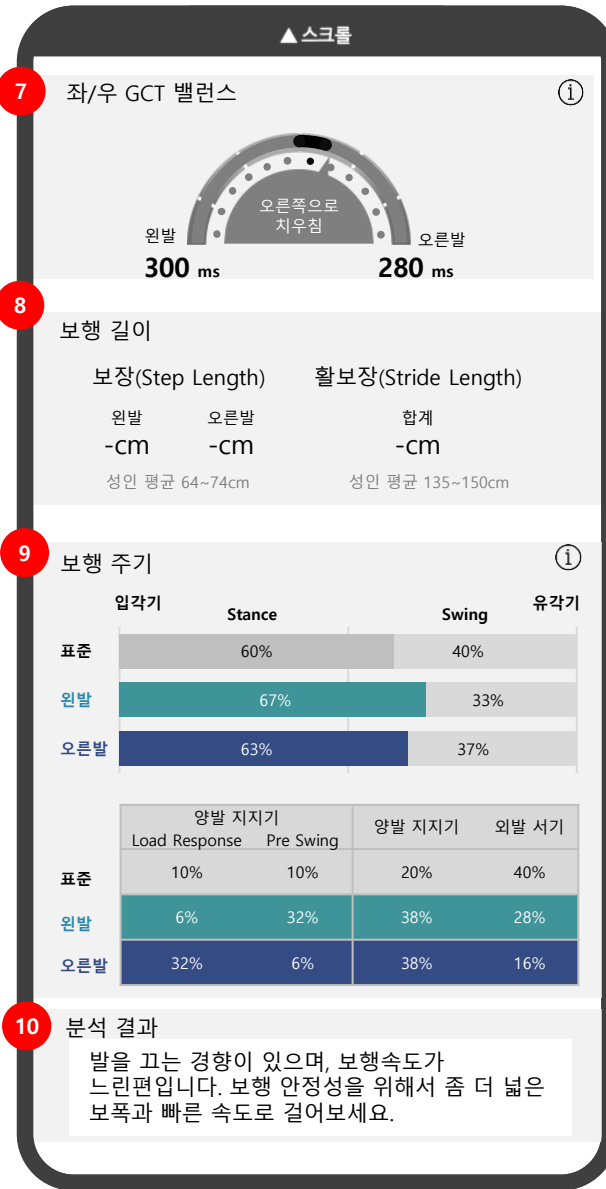 ▲스크롤
7
좌/우 GCT 밸런스
i
오른쪽으로
치우침
왼발
오른발
300 ms
280 ms
8
보행 길이
보장(Step Length)
활보장(Stride Length)
왼발
오른발
합계
-cm
-cm
-cm
성인 평균 64~74cm
성인 평균 135~150cm
9
보행 주기
i
입각기
Stance
Swing
유각기
표준
60%
40%
왼발
67%
33%
오른발
63%
37%
양발 지지기
Load Response Pre Swing
양발 지지기
외발 서기
표준
10%
10%
20%
40%
왼발
6%
32%
38%
28%
오른발
32%
6%
38%
16%
10
분석 결과
발을 끄는 경향이 있으며, 보행속도가
느린편입니다. 보행 안정성을 위해서 좀 더 넓은
보폭과 빠른 속도로 걸어보세요.